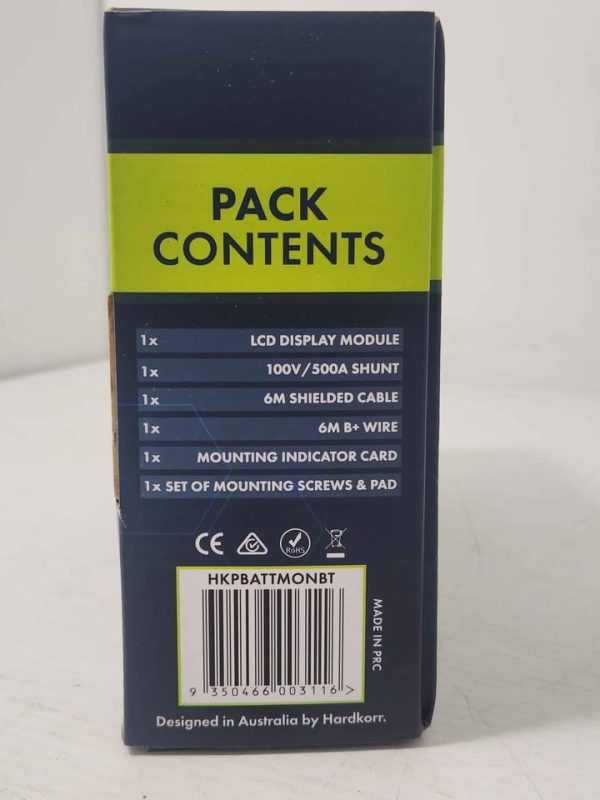 PACK
CONTENTS
1x LCD DISPLAY MODULE
1x 100V/500A SHUNT
1x 6M SHIELDED CABLE
1x 6M B+ WIRE
1x MOUNTING INDICATOR CARD
1x SET OF MOUNTING SCREWS & PAD
CE RoHS
HKPBATTMONBT
MADE IN PRC
9 350466 003116 >
Designed in Australia by Hardkorr.